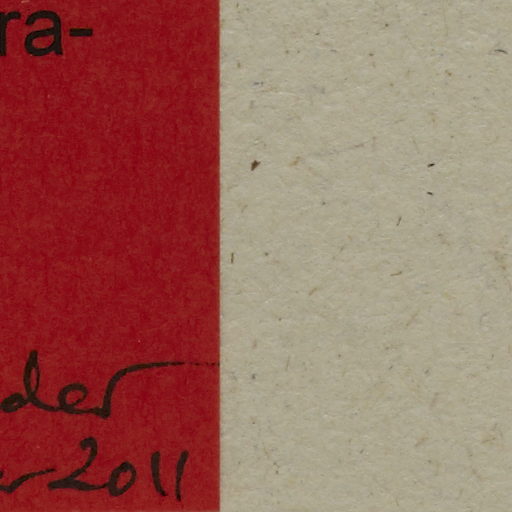 ra-
der
r 2011